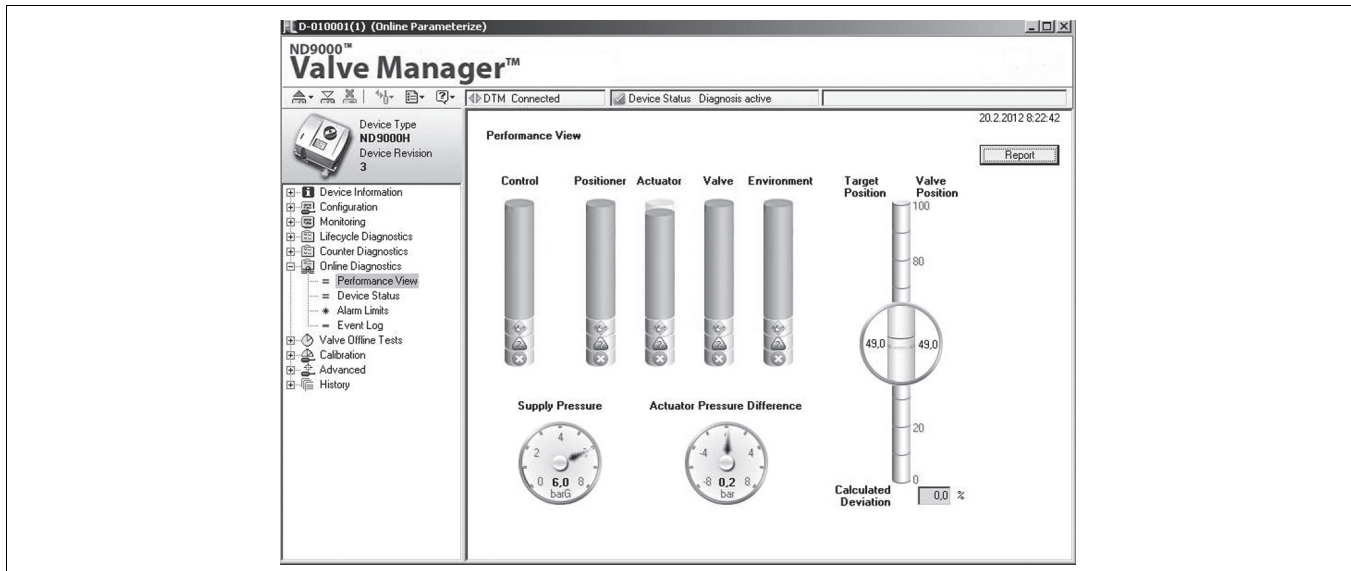 D-010001(1) (Online Parameterize)
ND9000™
Valve Manager™
DTM Connected
Device Status Diagnosis active
Device Type
ND9000H
Device Revision
3
Device Information
Configuration
Monitoring
Lifecycle Diagnostics
Counter Diagnostics
Online Diagnostics
Performance View
Device Status
Alarm Limits
Event Log
Valve Offline Tests
Calibration
Advanced
History
20.2.2012 8:22:42
Performance View
Report
Control Positioner Actuator Valve Environment
Target Position
Valve Position
100
80
49,0 49,0
20
0
Supply Pressure
2 4
0 6,0 8
barG
Actuator Pressure Difference
-4 4
-8 0,2 8
bar
Calculated Deviation
0,0 %